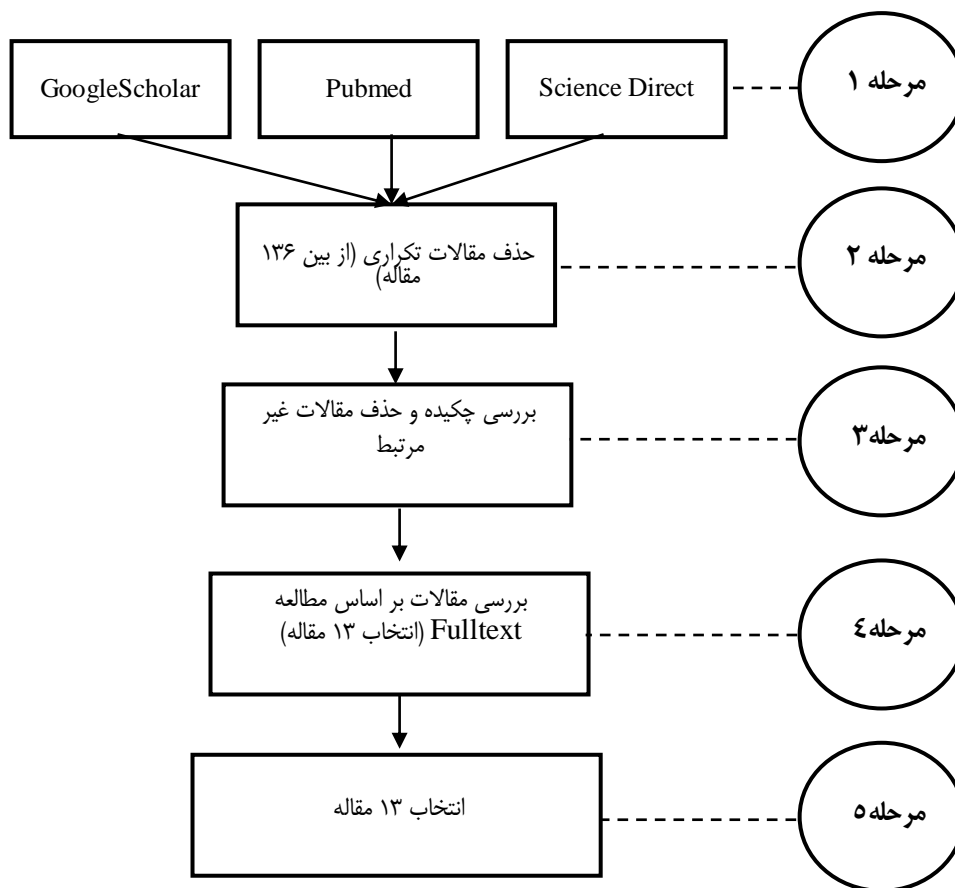 GoogleScholar
Pubmed
Science Direct
مرحله ۱
حذف مقالات تکراری (از بین ۱۳۶
مقاله)
مرحله ۲
بررسی چکیده و حذف مقالات غیر
مرتبط
مرحله۳
بررسی مقالات بر اساس مطالعه
Fulltext (انتخاب ۱۳ مقاله)
مرحله٤
انتخاب ۱۳ مقاله
مرحله٥